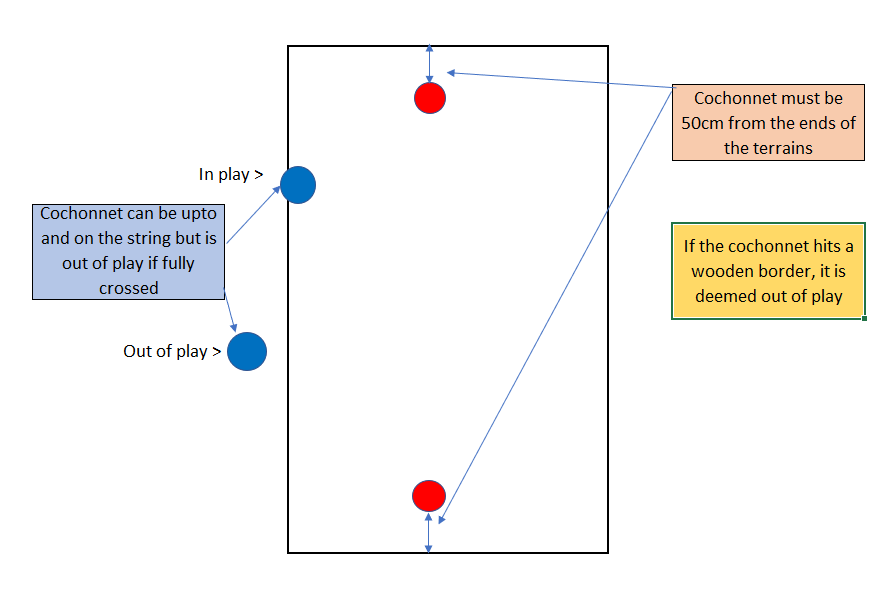 Cochonnet must be
50cm from the ends of
the terrains
In play >
Cochonnet can be upto
and on the string but is
out of play if fully
crossed
If the cochonnet hits a
wooden border, it is
deemed out of play
Out of play >